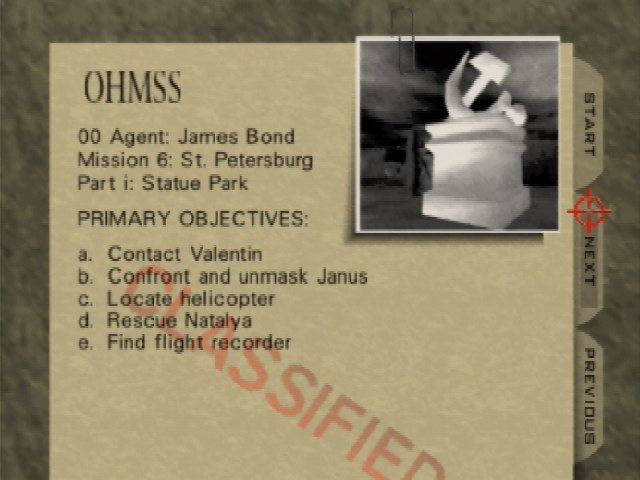 OHMSS
00 Agent: James Bond
Mission 6: St. Petersburg
Part i: Statue Park
PRIMARY OBJECTIVES:
a. Contact Valentin
b. Confront and unmask Janus
c. Locate helicopter
d. Rescue Natalya
e. Find flight recorder
CLASSIFIED
START
NEXT
PREVIOUS